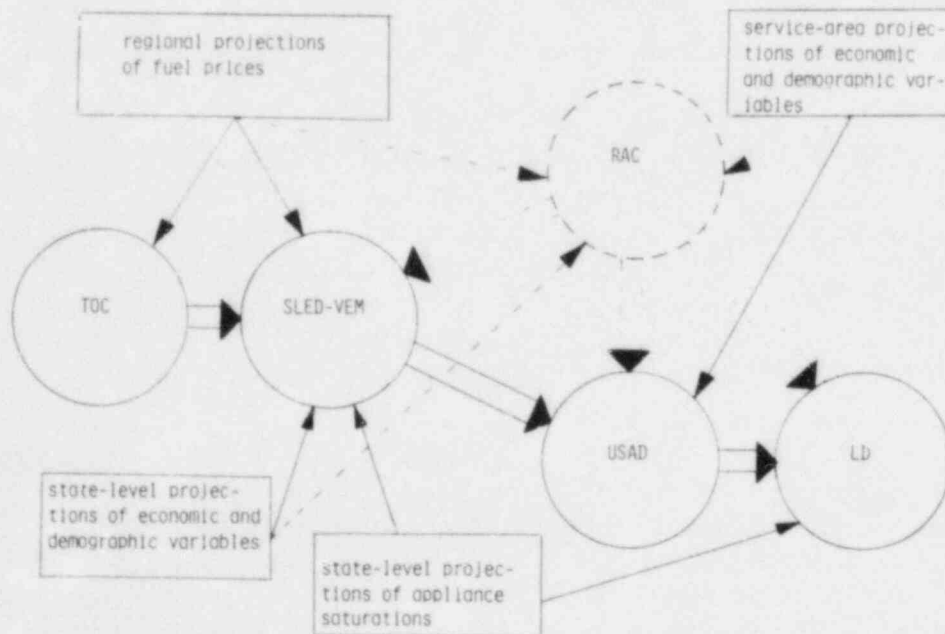 regional projections
of fuel prices
service-area projec-
tions of economic
and demographic var-
iables
RAC
TOC
SLED-VEM
USAD
LD
state-level projec-
tions of economic and
demographic variables
state-level projec-
tions of appliance
saturations